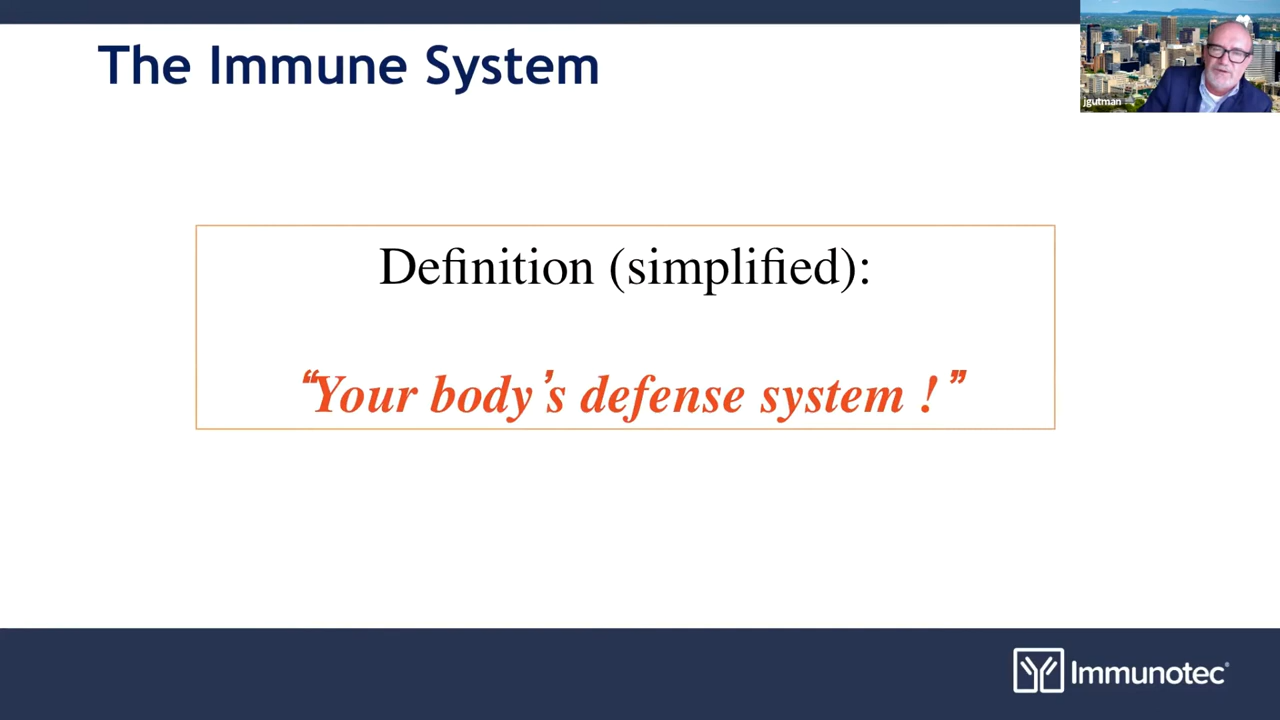 The Immune System
jgutman
Definition (simplified):
“Your body’s defense system !”
Immunotec®